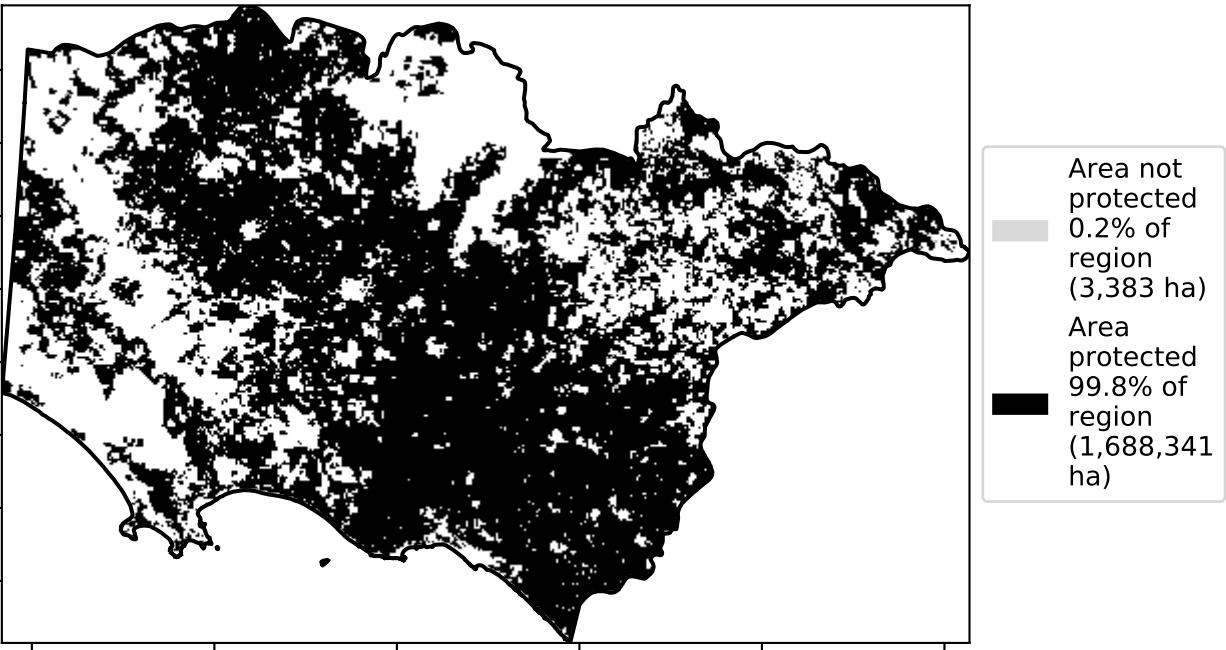 Area not
protected
0.2% of
region
(3,383 ha)
Area
protected
99.8% of
region
(1,688,341
ha)